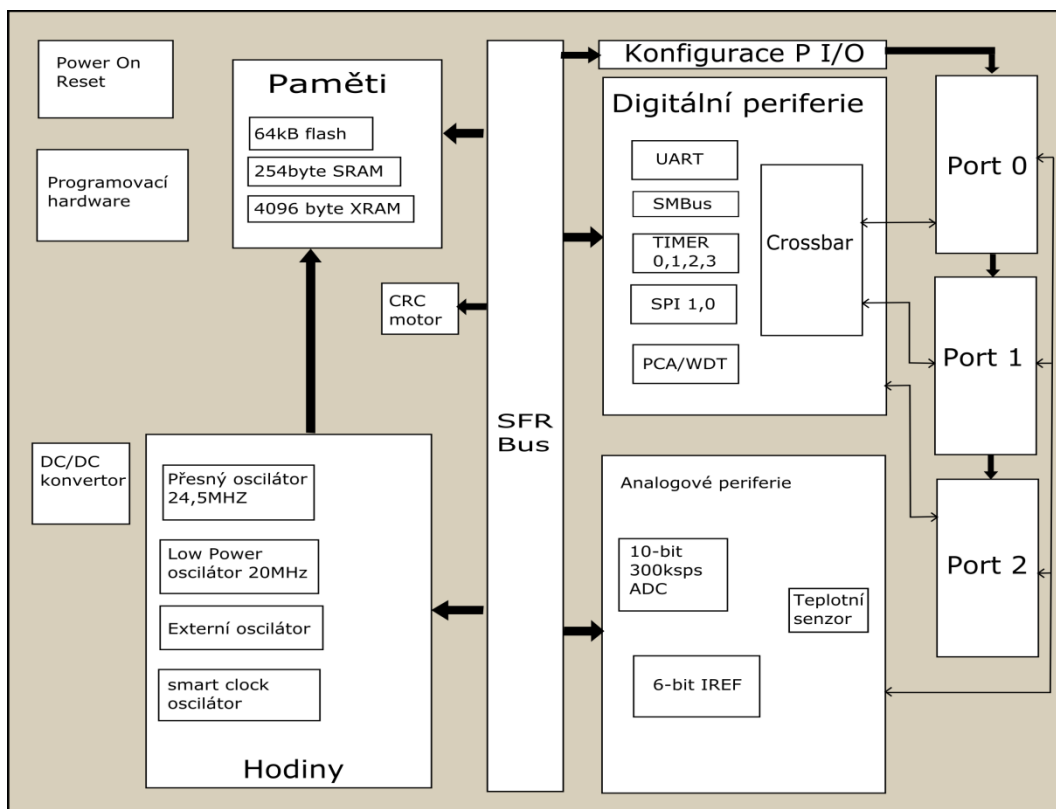 Power On
Reset
Programovací
hardware
Paměti
64kB flash
254byte SRAM
4096 byte XRAM
CRC
motor
DC/DC
konvertor
Přesný oscilátor
24,5MHZ
Low Power
oscilátor 20MHz
Externí oscilátor
smart clock
oscilátor
Hodiny
SFR
Bus
Konfigurace P I/O
Digitální periferie
UART
SMBus
TIMER
0,1,2,3
SPI 1,0
PCA/WDT
Crossbar
Analogové periferie
10-bit
300ksps
ADC
Teplotní
senzor
6-bit IREF
Port 0
Port 1
Port 2